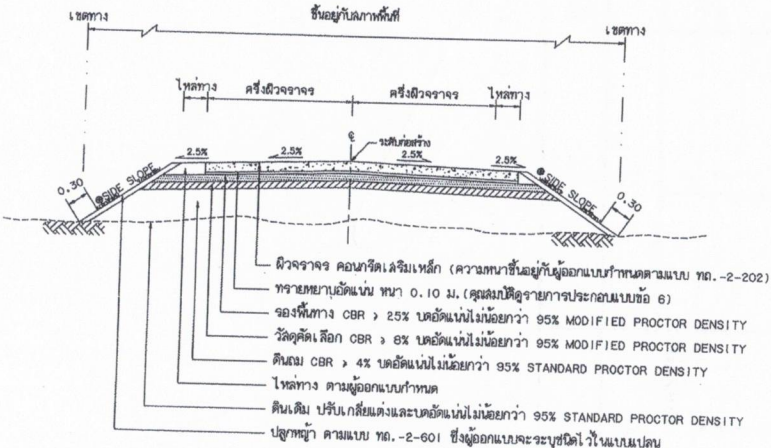 เขตทาง ขึ้นอยู่กับสภาพพื้นที่ เขตทาง
ไหล่ทาง ครึ่งผิวจราจร ครึ่งผิวจราจร ไหล่ทาง
ระดับก่อสร้าง
2.5% 2.5% 2.5% 2.5%
0.30 SIDE SLOPE SIDE SLOPE 0.30
ผิวจราจร คอนกรีตเสริมเหล็ก (ความหนาขึ้นอยู่กับผู้ออกแบบกำหนดตามแบบ ทถ.-2-202)
ทรายหยาบอัดแน่น หนา 0.10 ม. (คุณสมบัติดูรายการประกอบแบบข้อ 6)
รองพื้นทาง CBR > 25% บดอัดแน่นไม่น้อยกว่า 95% MODIFIED PROCTOR DENSITY
วัสดุคัดเลือก CBR > 8% บดอัดแน่นไม่น้อยกว่า 95% MODIFIED PROCTOR DENSITY
ดินถม CBR > 4% บดอัดแน่นไม่น้อยกว่า 95% STANDARD PROCTOR DENSITY
ไหล่ทาง ตามผู้ออกแบบกำหนด
ดินเดิม ปรับเกลี่ยแต่งและบดอัดแน่นไม่น้อยกว่า 95% STANDARD PROCTOR DENSITY
ปลูกหญ้า ตามแบบ ทถ.-2-601 ซึ่งผู้ออกแบบจะระบุชนิดไว้ในแบบแปลน